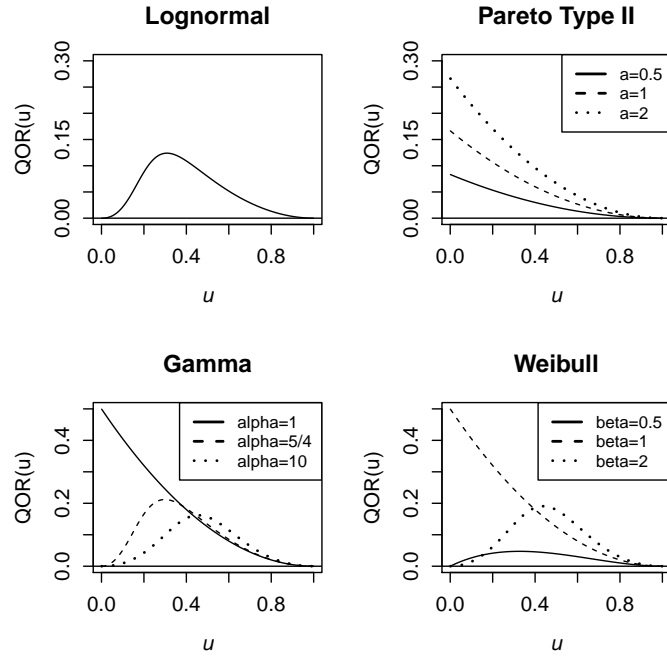 Lognormal
QOR(u)
0.00
0.15
0.30
0.0
0.4
0.8
u
Pareto Type II
QOR(u)
0.00
0.15
0.30
a=0.5
a=1
a=2
0.0
0.4
0.8
u
Gamma
QOR(u)
0.0
0.2
0.4
alpha=1
alpha=5/4
alpha=10
0.0
0.4
0.8
u
Weibull
QOR(u)
0.0
0.2
0.4
beta=0.5
beta=1
beta=2
0.0
0.4
0.8
u